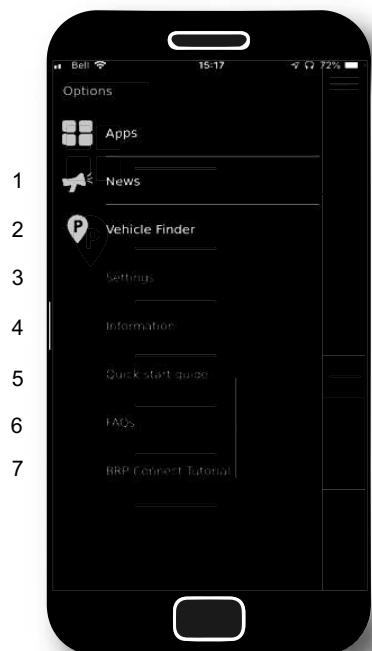 Bell 15:17 72%
Options
Apps
1 News
2 P Vehicle Finder
3 Settings
4 Information
5 Quick start guide
6 FAQs
7 BRP Connect Tutorial